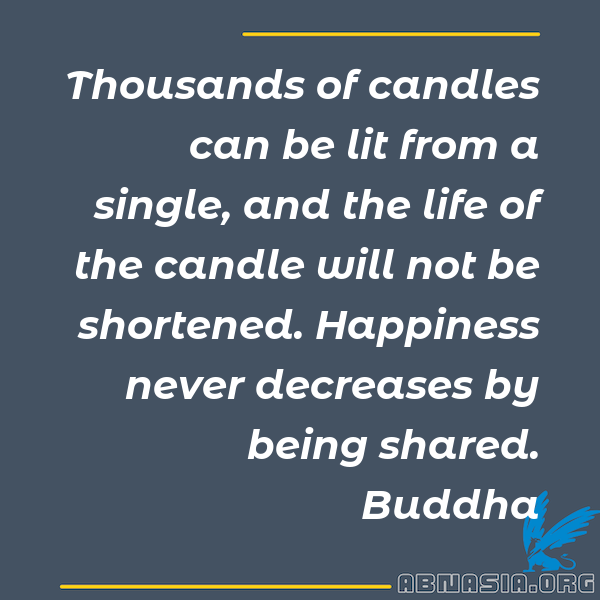 Thousands of candles
can be lit from a
single, and the life of
the candle will not be
shortened. Happiness
never decreases by
being shared.
Buddha
ABNASIA.ORG